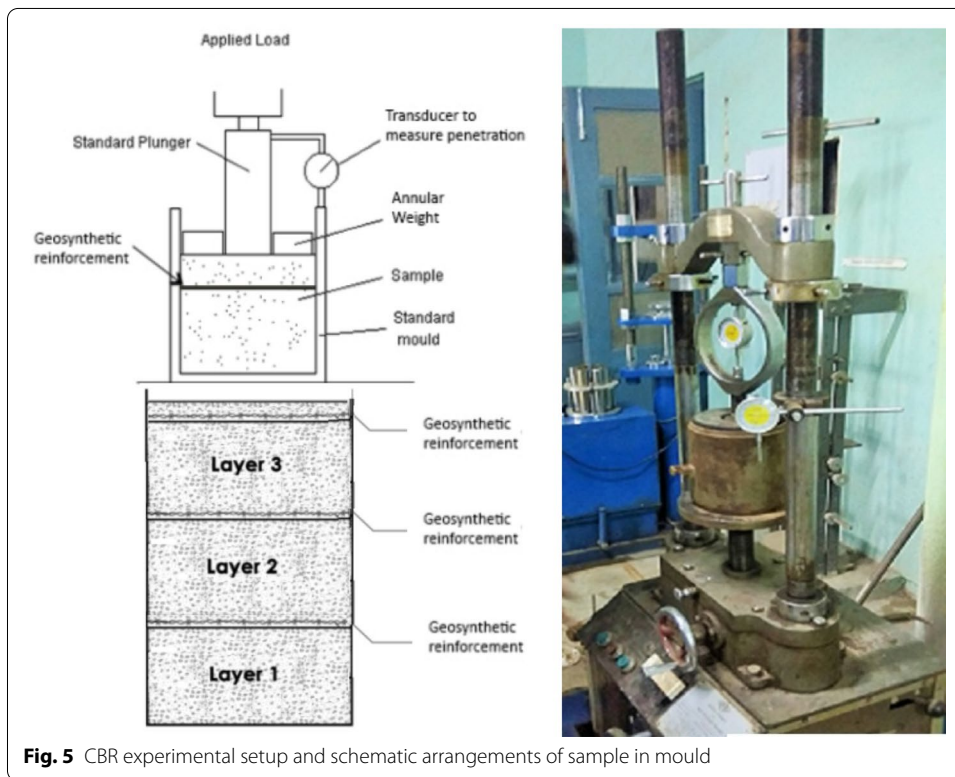 Applied Load
Standard Plunger
Transducer to
measure penetration
Annular
Weight
Geosynthetic
reinforcement
Sample
Standard
mould
Geosynthetic
reinforcement
Layer 3
Geosynthetic
reinforcement
Layer 2
Geosynthetic
reinforcement
Layer 1
Fig. 5 CBR experimental setup and schematic arrangements of sample in mould